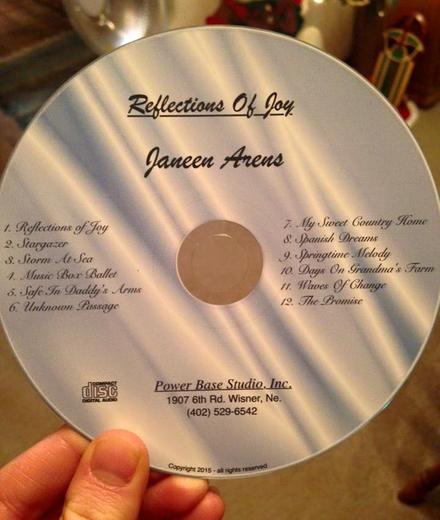 Reflections Of Joy
Janeen Arens
1. Reflections of Joy
2. Stargazer
3. Storm At Sea
4. Music Box Ballet
5. Safe In Daddy's Arms
6. Unknown Passage
7. My Sweet Country Home
8. Spanish Dreams
9. Springtime Melody
10. Days On Grandma's Farm
11. Waves Of Change
12. The Promise
COMPACT
disc
DIGITAL AUDIO
Power Base Studio, Inc.
1907 6th Rd. Wisner, Ne.
(402) 529-6542
Copyright 2015 - all rights reserved